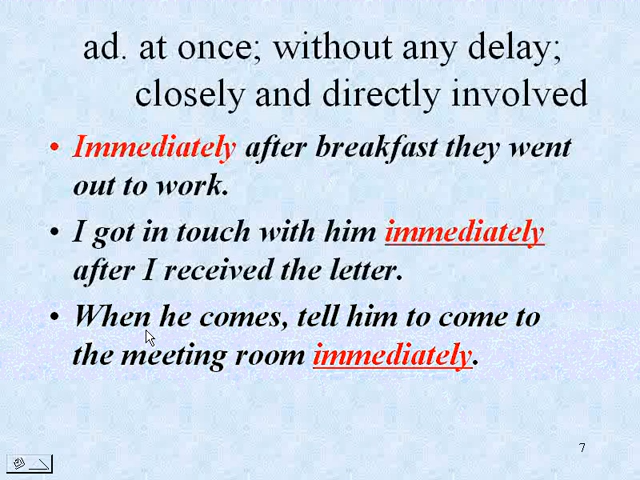 ad. at once; without any delay;
closely and directly involved
• Immediately after breakfast they went
out to work.
• I got in touch with him immediately
after I received the letter.
• When he comes, tell him to come to
the meeting room immediately.
7